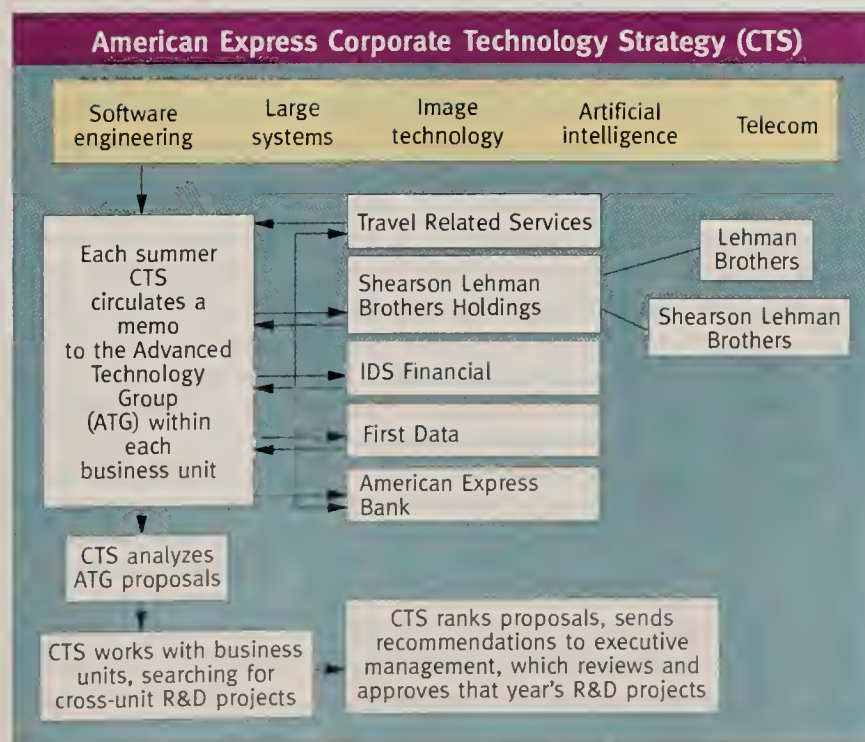 American Express Corporate Technology Strategy (CTS)
Software
engineering
Large
systems
Image
technology
Artificial
intelligence
Telecom
Each summer
CTS
circulates a
memo
to the Advanced
Technology
Group
(ATG) within
each
business unit
Travel Related Services
Shearson Lehman
Brothers Holdings
Lehman
Brothers
Shearson Lehman
Brothers
IDS Financial
First Data
American Express
Bank
CTS analyzes
ATG proposals
CTS works with business
units, searching for
cross-unit R&D projects
CTS ranks proposals, sends
recommendations to executive
management, which reviews and
approves that year's R&D projects